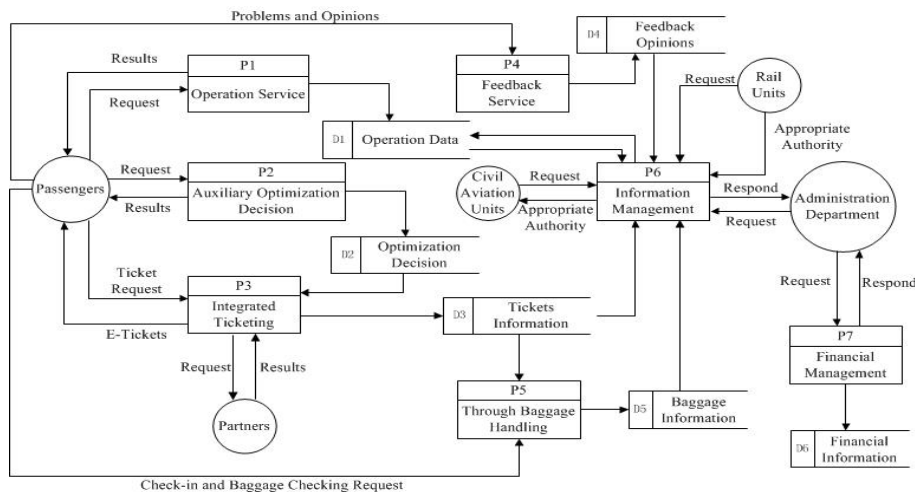 Problems and Opinions
D4
Feedback
Opinions
Results
P1
Operation Service
Request
P4
Feedback
Service
Request
Rail
Units
D1
Operation Data
Appropriate
Authority
Passengers
Request
P2
Auxiliary Optimization
Decision
Results
Civil
Aviation
Units
Request
Appropriate
Authority
P6
Information
Management
Respond
Request
Administration
Department
D2
Optimization
Decision
Ticket
Request
P3
Integrated
Ticketing
E-Tickets
D3
Tickets
Information
Request
Respond
P7
Financial
Management
Request
Results
Partners
P5
Through Baggage
Handling
D5
Baggage
Information
D6
Financial
Information
Check-in and Baggage Checking Request